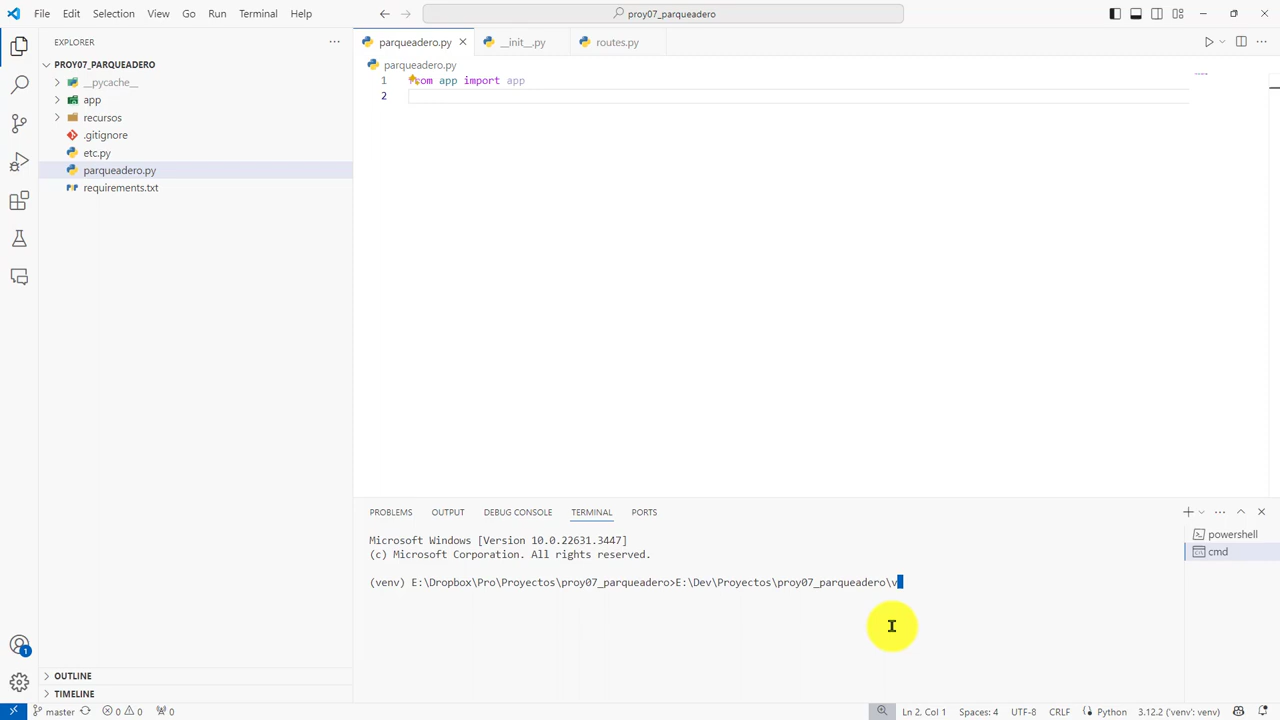 File Edit Selection View Go Run Terminal Help
proy07_parqueadero
EXPLORER
parqueadero.py
__init__.py
routes.py
PROY07_PARQUEADERO
parqueadero.py
__pycache__
1 from app import app
app
2
recursos
.gitignore
etc.py
parqueadero.py
requirements.txt
PROBLEMS OUTPUT DEBUG CONSOLE TERMINAL PORTS
Microsoft Windows [Version 10.0.22631.3447]
(c) Microsoft Corporation. All rights reserved.
(venv) E:\Dropbox\Pro\Proyectos\proy07_parqueadero>E:\Dev\Proyectos\proy07_parqueadero\v
powershell
cmd
1
OUTLINE
TIMELINE
master 0 0 0 Ln 2, Col 1 Spaces: 4 UTF-8 CRLF Python 3.12.2 ('venv': venv)